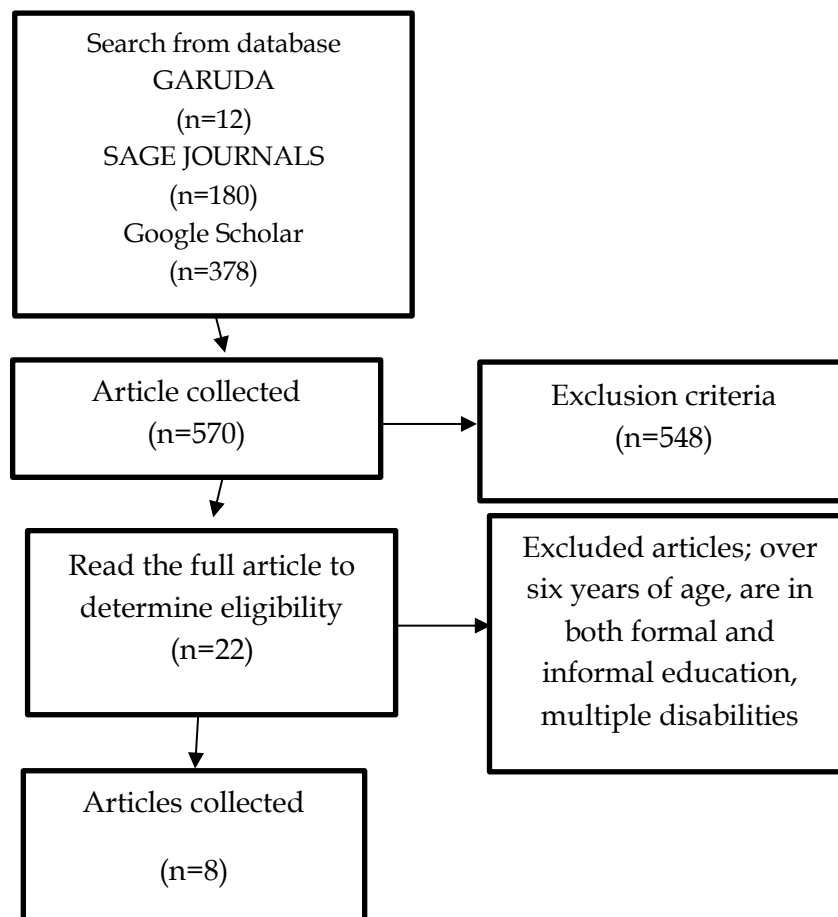 Search from database
GARUDA
(n=12)
SAGE JOURNALS
(n=180)
Google Scholar
(n=378)
Article collected
(n=570)
Exclusion criteria
(n=548)
Read the full article to
determine eligibility
(n=22)
Excluded articles; over
six years of age, are in
both formal and
informal education,
multiple disabilities
Articles collected
(n=8)